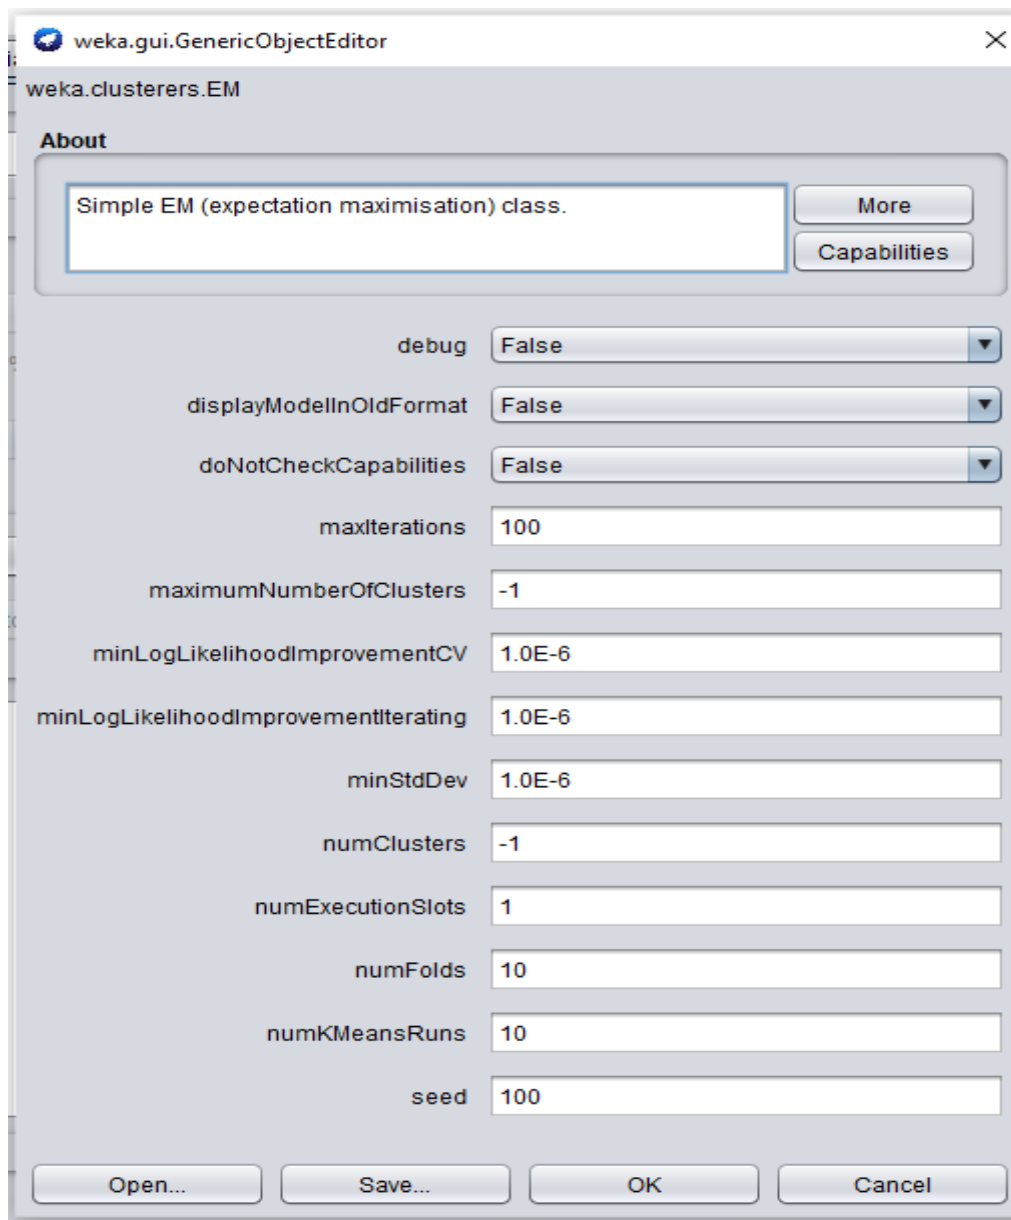 weka.gui.GenericObjectEditor
weka.clusterers.EM
About
Simple EM (expectation maximisation) class.
More
Capabilities
debug False
displayModelInOldFormat False
doNotCheckCapabilities False
maxIterations 100
maximumNumberOfClusters -1
minLogLikelihoodImprovementCV 1.0E-6
minLogLikelihoodImprovementIterating 1.0E-6
minStdDev 1.0E-6
numClusters -1
numExecutionSlots 1
numFolds 10
numKMeansRuns 10
seed 100
Open... Save... OK Cancel